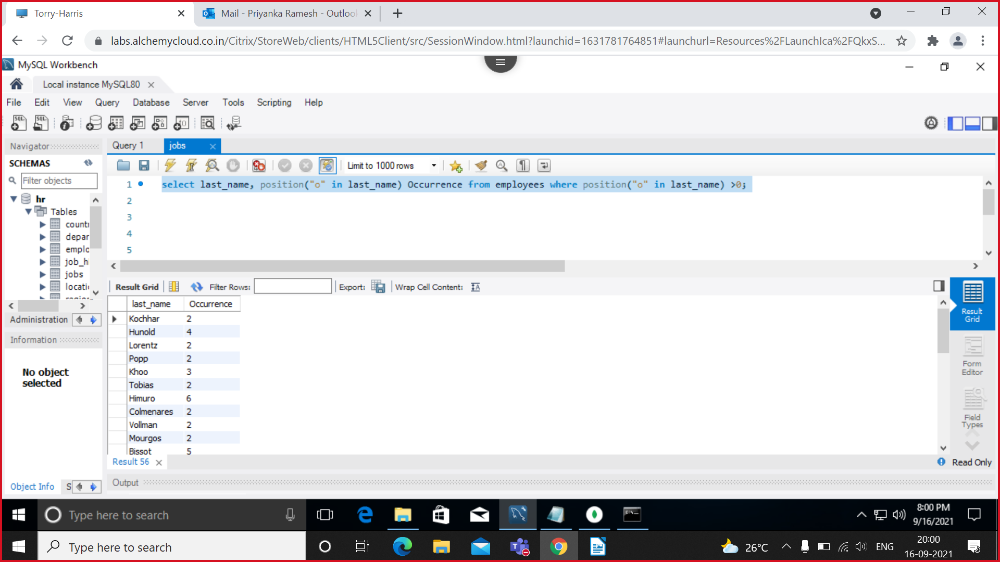 Torry-Harris
Mail - Priyanka Ramesh - Outlook
labs.alchemycloud.co.in/Citrix/StoreWeb/clients/HTML5Client/src/SessionWindow.html?launchid=1631781764851#launchurl=Resources%2FLaunchIca%2FQkxS...
MySQL Workbench
Local instance MySQL80
File Edit View Query Database Server Tools Scripting Help
Navigator
Query 1
jobs
SCHEMAS
Limit to 1000 rows
Filter objects
1 select last_name, position("o" in last_name) Occurrence from employees where position("o" in last_name) >0;
2
3
4
5
hr
Tables
countr
depar
emplo
job_hi
jobs
locatio
region
Administration
Information
No object
selected
Object Info S
Result Grid Filter Rows: Export: Wrap Cell Content:
last_name Occurrence
Kochhar 2
Hunold 4
Lorentz 2
Popp 2
Khoo 3
Tobias 2
Himuro 6
Colmenares 2
Vollman 2
Mourgos 2
Bissot 5
Result
Grid
Form
Editor
Field
Types
Result 56
Read Only
Output
Type here to search
8:00 PM
9/16/2021
Type here to search
26°C
ENG
20:00
16-09-2021